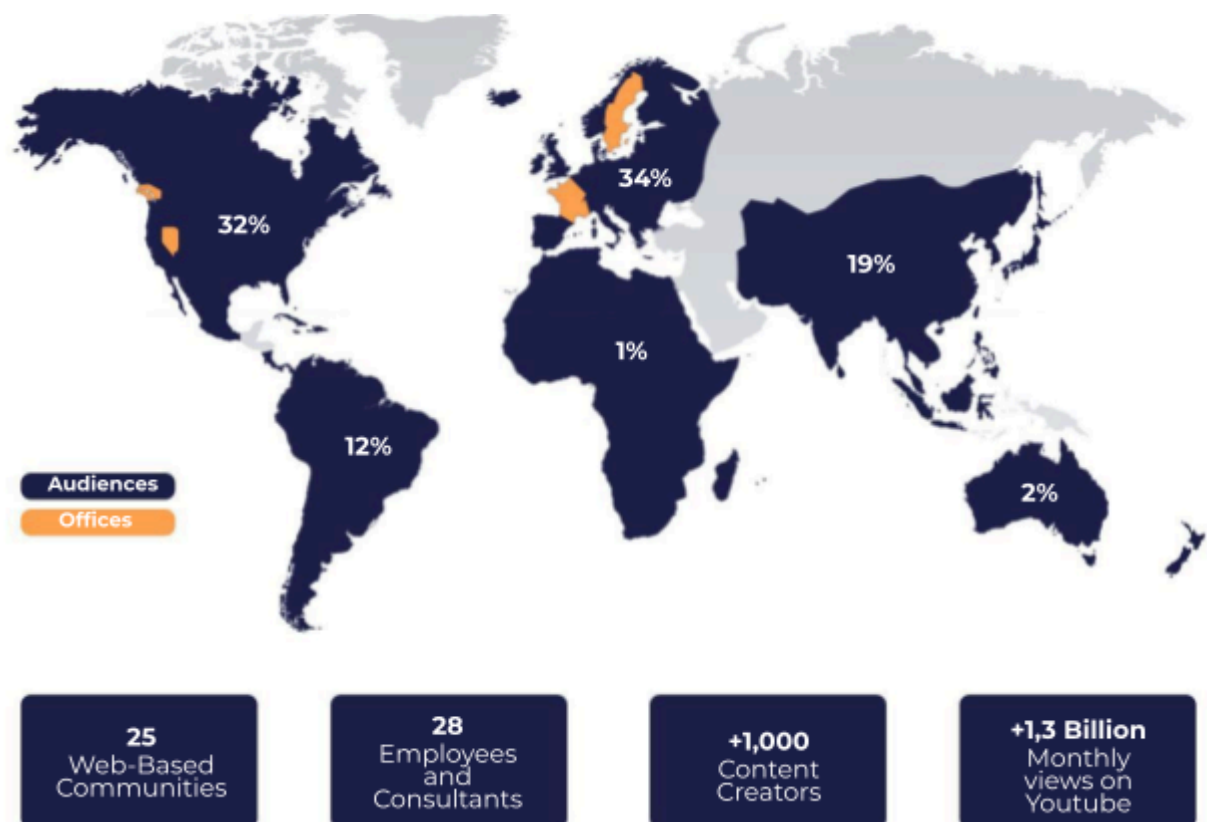 34%
32%
19%
1%
12%
2%
Audiences
Offices
25
Web-Based
Communities
28
Employees
and
Consultants
+1,000
Content
Creators
+1,3 Billion
Monthly
views on
Youtube